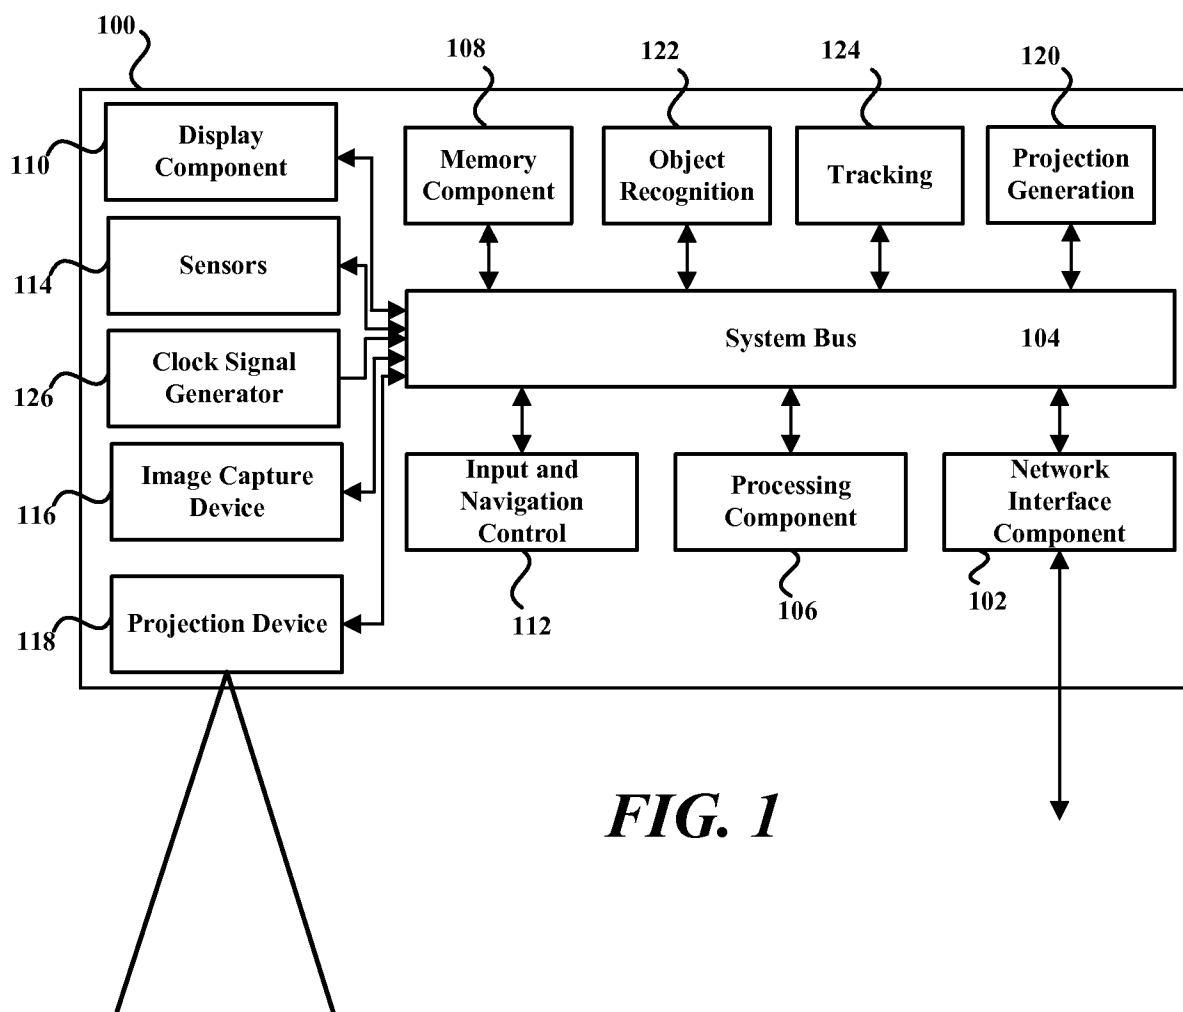 100
108
122
124
120
Display
Component
110
Memory
Component
Object
Recognition
Tracking
Projection
Generation
Sensors
114
System Bus 104
Clock Signal
Generator
126
Image Capture
Device
116
Input and
Navigation
Control
112
Processing
Component
106
Network
Interface
Component
102
Projection Device
118
FIG. 1